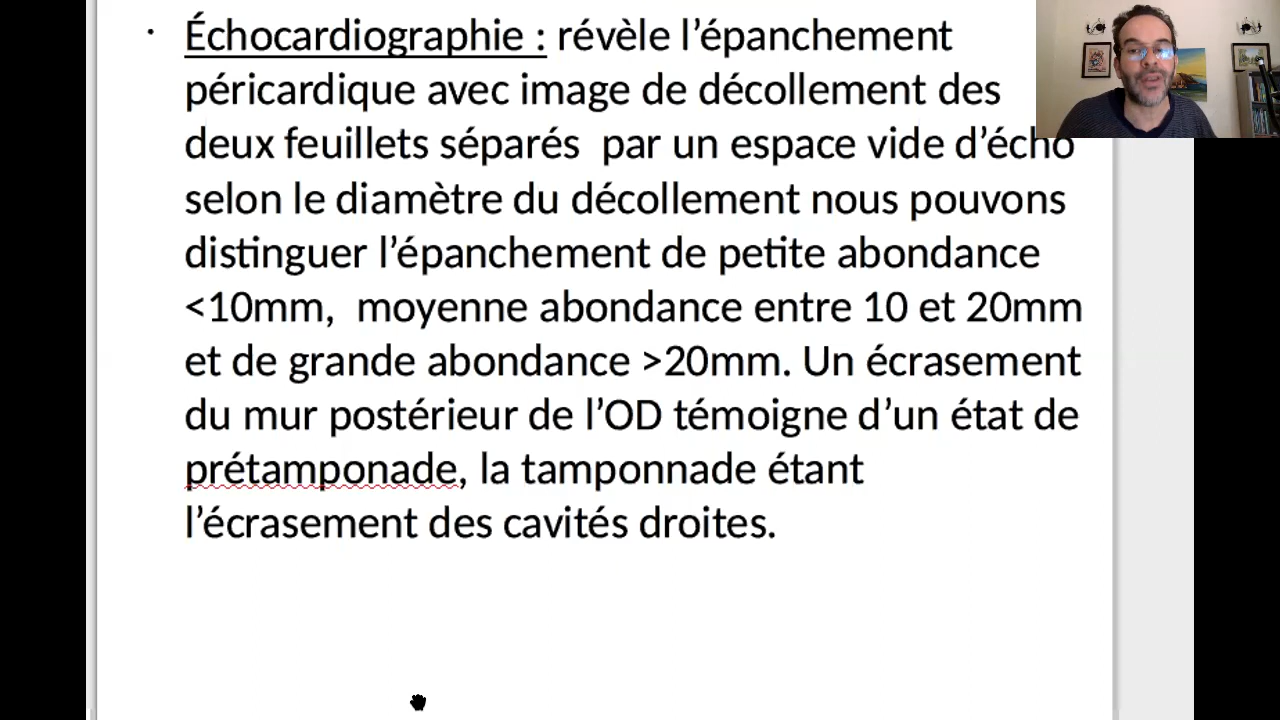 • Échocardiographie : révèle l’épanchement
péricardique avec image de décollement des
deux feuillets séparés  par un espace vide d’écho
selon le diamètre du décollement nous pouvons
distinguer l’épanchement de petite abondance
<10mm,  moyenne abondance entre 10 et 20mm
et de grande abondance >20mm. Un écrasement
du mur postérieur de l’OD témoigne d’un état de
prétamponade, la tamponnade étant
l’écrasement des cavités droites.